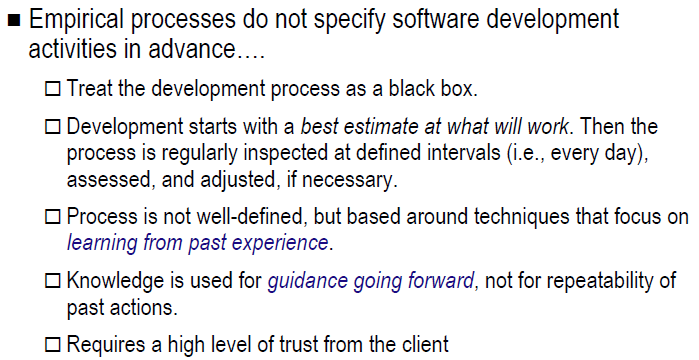 ■ Empirical processes do not specify software development
activities in advance….
□ Treat the development process as a black box.
□ Development starts with a best estimate at what will work. Then the
process is regularly inspected at defined intervals (i.e., every day),
assessed, and adjusted, if necessary.
□ Process is not well-defined, but based around techniques that focus on
learning from past experience.
□ Knowledge is used for guidance going forward, not for repeatability of
past actions.
□ Requires a high level of trust from the client